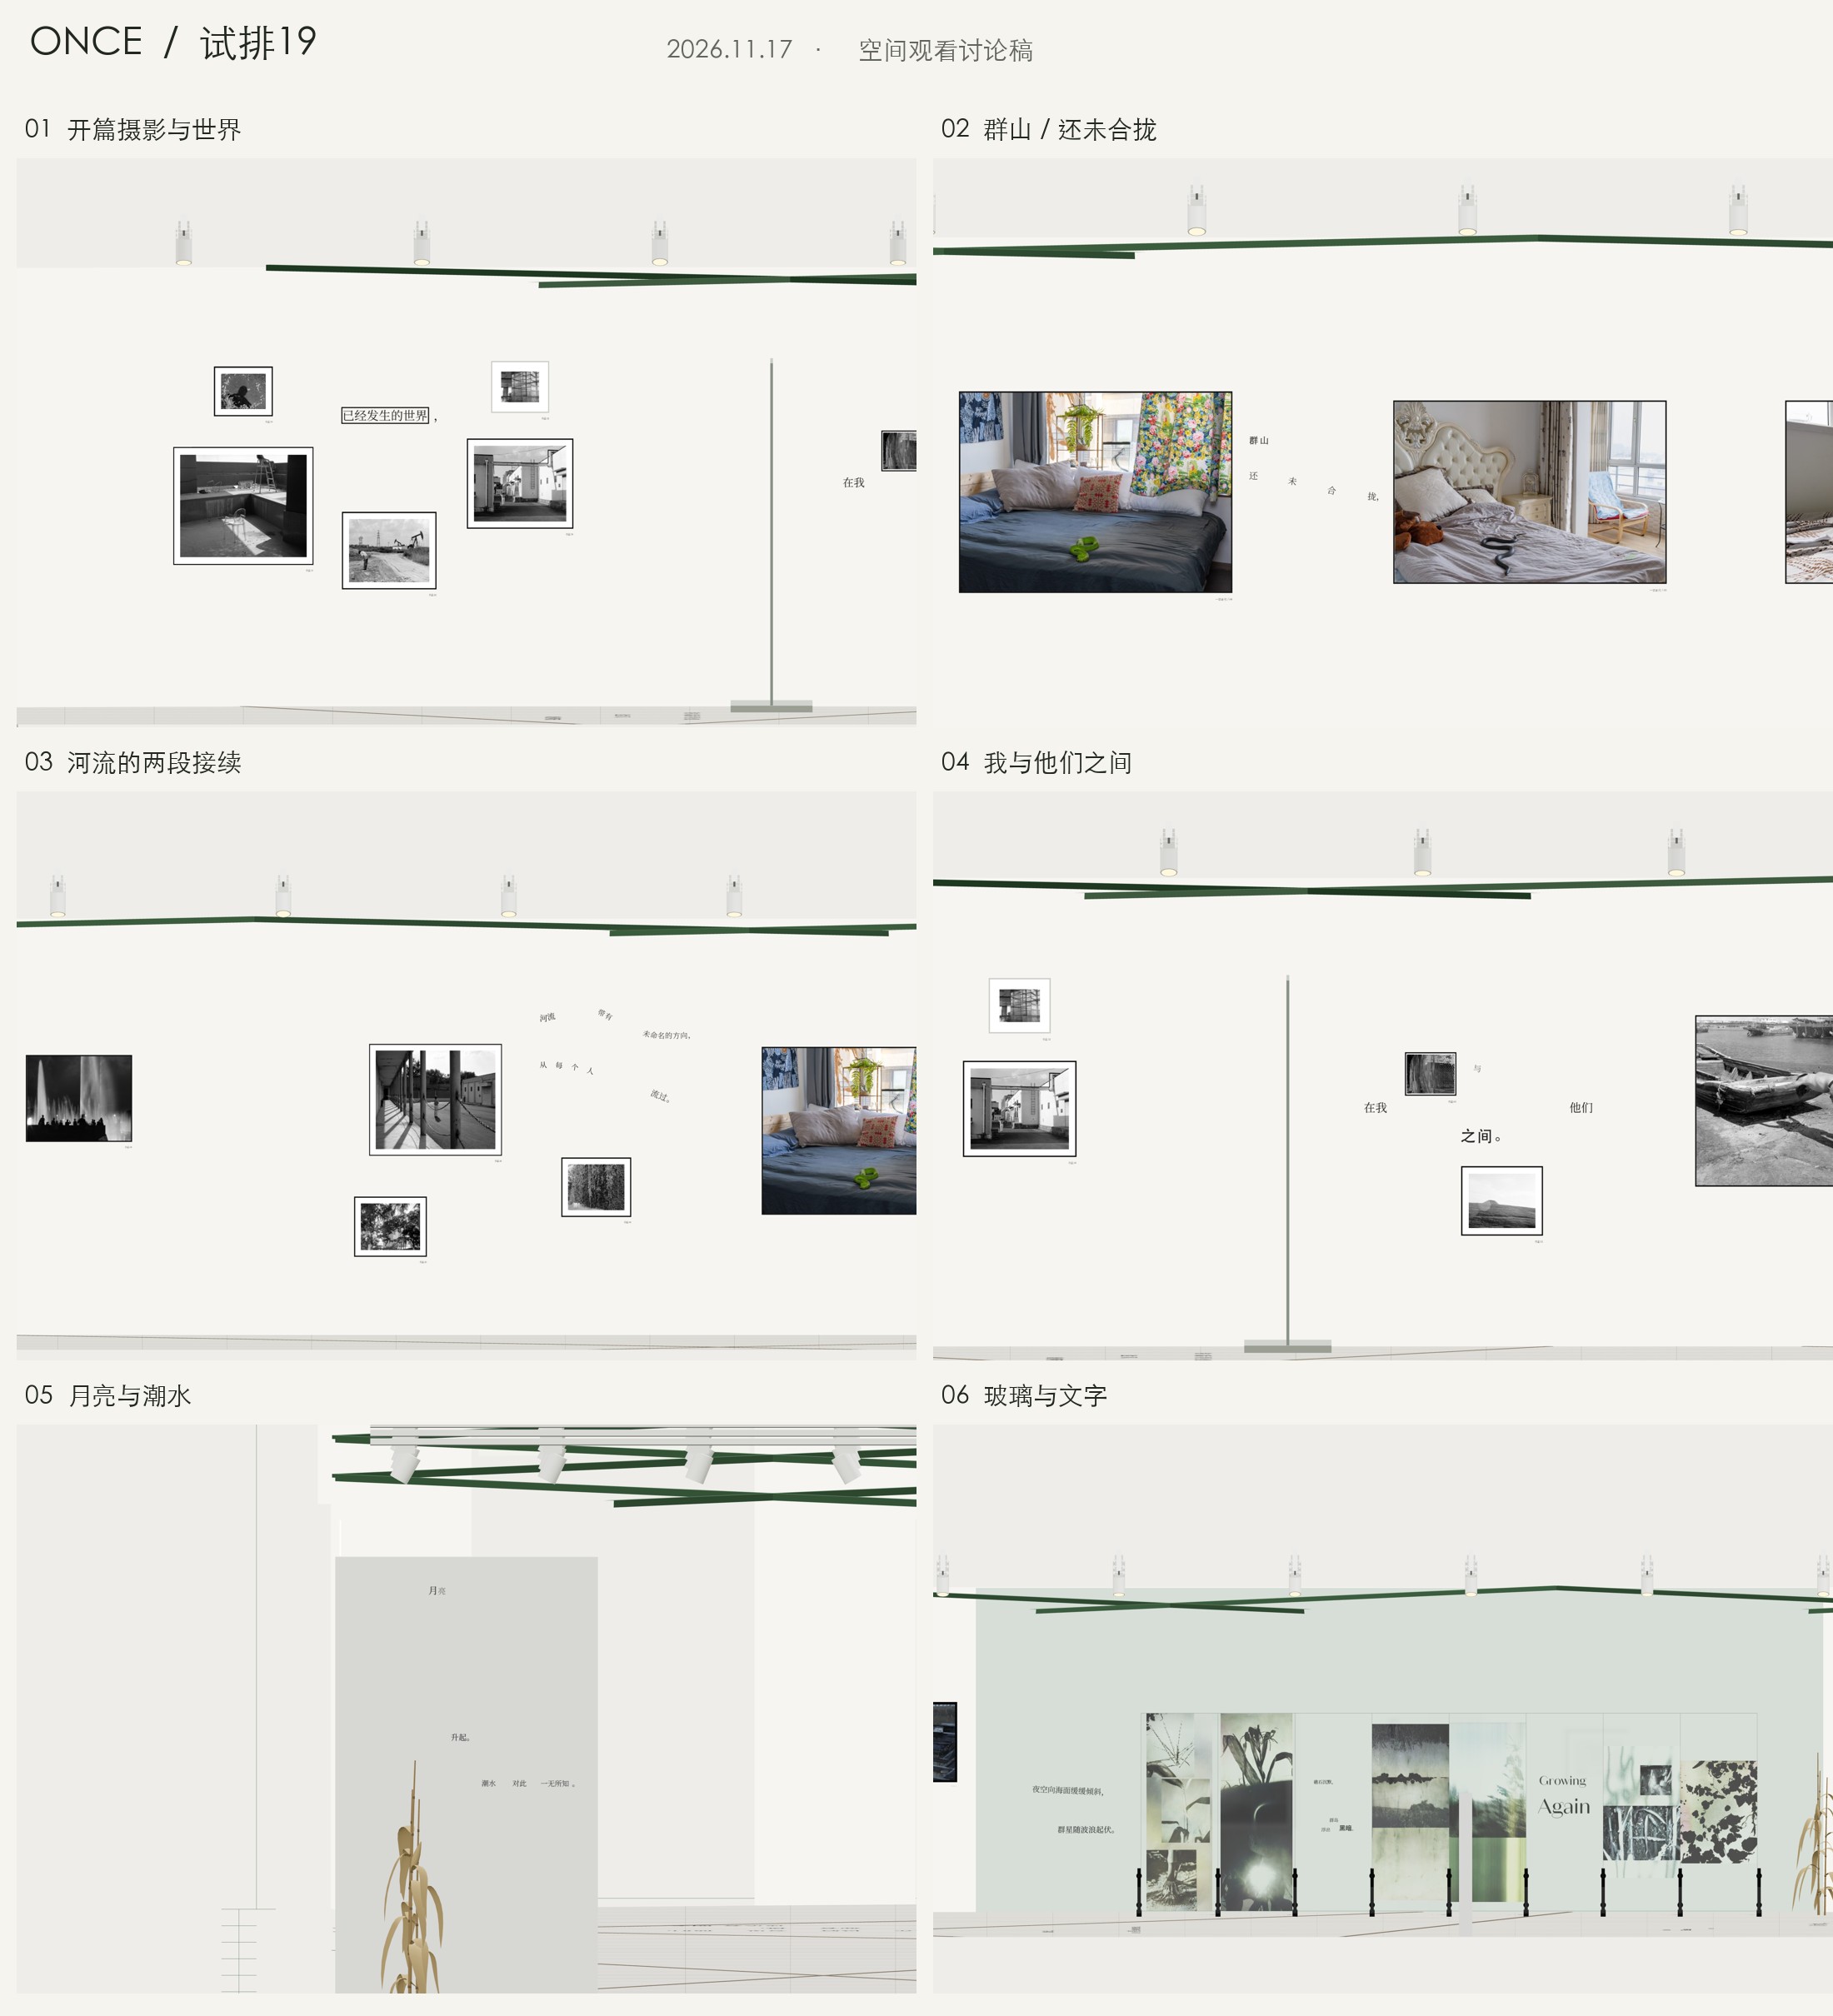 ONCE / 试排19
2026.11.17 · 空间观看讨论稿
01 开篇摄影与世界
已经发生的世界，
在我
02 群山 / 还未合拢
群山
还 未 合 拢，
03 河流的两段接续
河流 带有 未命名的方向，
从 每 个 人
流过。
04 我与他们之间
与
在我 他们
之间。
05 月亮与潮水
月亮
升起。
潮水 对此 一无所知 。
06 玻璃与文字
夜空向海面缓缓倾斜，
群星随波浪起伏。
黑暗。
Growing
Again